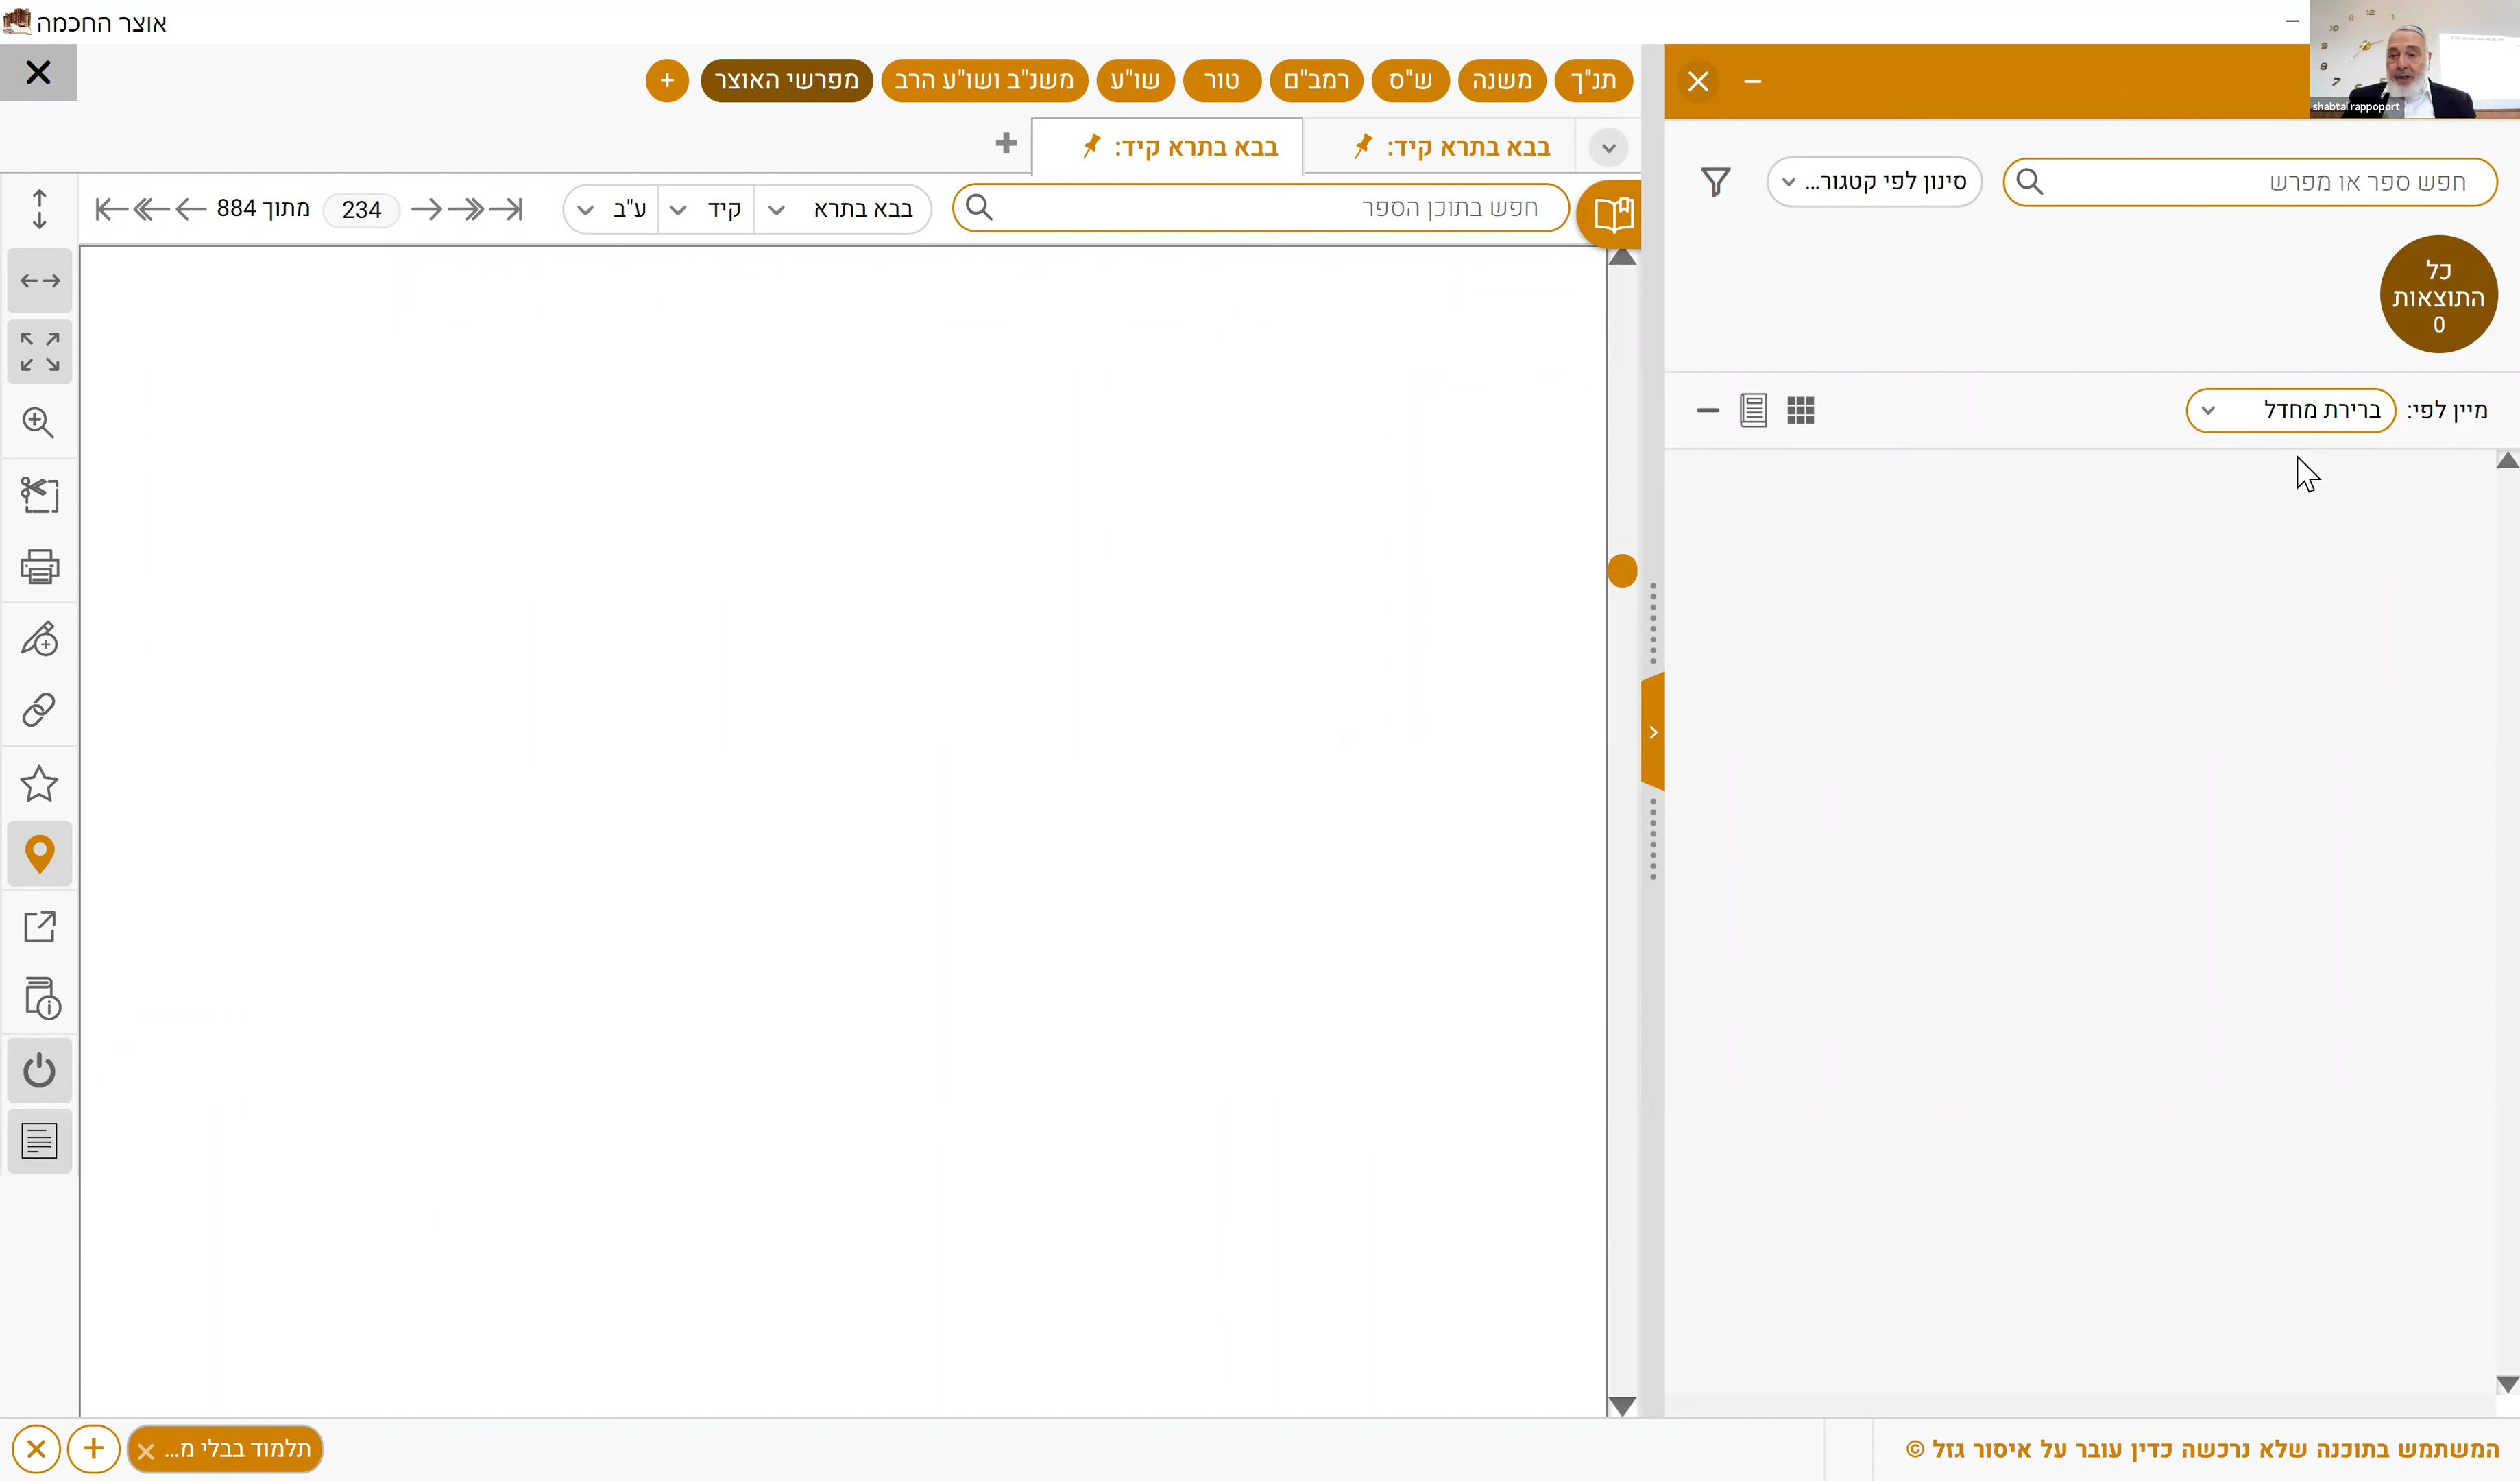 אוצר החכמה
shabtai rappoport
תנ"ך
משנה
ש"ס
רמב"ם
טור
שו"ע
משנ"ב ושו"ע הרב
מפרשי האוצר
+
בבא בתרא קיד:
בבא בתרא קיד:
חפש ספר או מפרש
סינון לפי קטגור...
חפש בתוכן הספר
בבא בתרא
קיד
ע"ב
234
מתוך 884
כל
התוצאות
0
מיין לפי:
ברירת מחדל
המשתמש בתוכנה שלא נרכשה כדין עובר על איסור גזל ©
תלמוד בבלי מ...